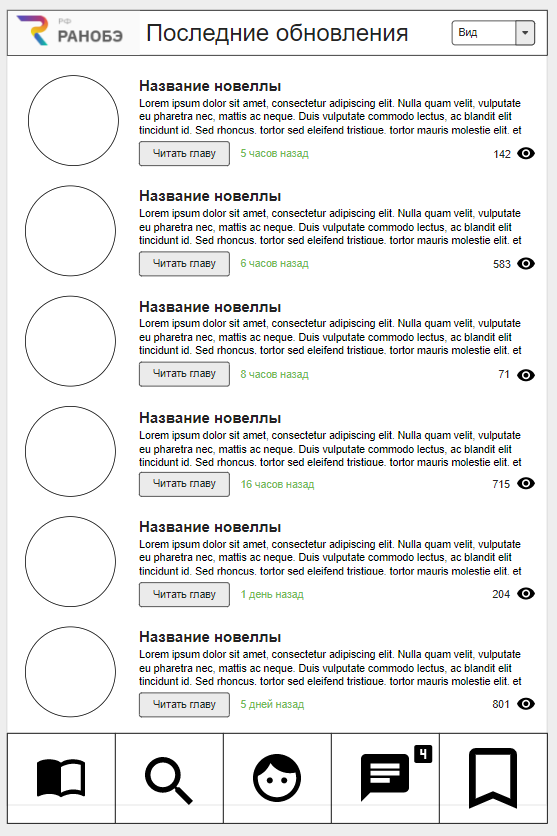 РФ
РАНОБЭ
Последние обновления
Вид
Название новеллы
Lorem ipsum dolor sit amet, consectetur adipiscing elit. Nulla quam velit, vulputate
eu pharetra nec, mattis ac neque. Duis vulputate commodo lectus, ac blandit elit
tincidunt id. Sed rhoncus, tortor sed eleifend tristique, tortor mauris molestie elit, et
Читать главу
5 часов назад
142
Название новеллы
Lorem ipsum dolor sit amet, consectetur adipiscing elit. Nulla quam velit, vulputate
eu pharetra nec, mattis ac neque. Duis vulputate commodo lectus, ac blandit elit
tincidunt id. Sed rhoncus, tortor sed eleifend tristique, tortor mauris molestie elit, et
Читать главу
6 часов назад
583
Название новеллы
Lorem ipsum dolor sit amet, consectetur adipiscing elit. Nulla quam velit, vulputate
eu pharetra nec, mattis ac neque. Duis vulputate commodo lectus, ac blandit elit
tincidunt id. Sed rhoncus, tortor sed eleifend tristique, tortor mauris molestie elit, et
Читать главу
8 часов назад
71
Название новеллы
Lorem ipsum dolor sit amet, consectetur adipiscing elit. Nulla quam velit, vulputate
eu pharetra nec, mattis ac neque. Duis vulputate commodo lectus, ac blandit elit
tincidunt id. Sed rhoncus, tortor sed eleifend tristique, tortor mauris molestie elit, et
Читать главу
16 часов назад
715
Название новеллы
Lorem ipsum dolor sit amet, consectetur adipiscing elit. Nulla quam velit, vulputate
eu pharetra nec, mattis ac neque. Duis vulputate commodo lectus, ac blandit elit
tincidunt id. Sed rhoncus, tortor sed eleifend tristique, tortor mauris molestie elit, et
Читать главу
1 день назад
204
Название новеллы
Lorem ipsum dolor sit amet, consectetur adipiscing elit. Nulla quam velit, vulputate
eu pharetra nec, mattis ac neque. Duis vulputate commodo lectus, ac blandit elit
tincidunt id. Sed rhoncus, tortor sed eleifend tristique, tortor mauris molestie elit, et
Читать главу
5 дней назад
801
4